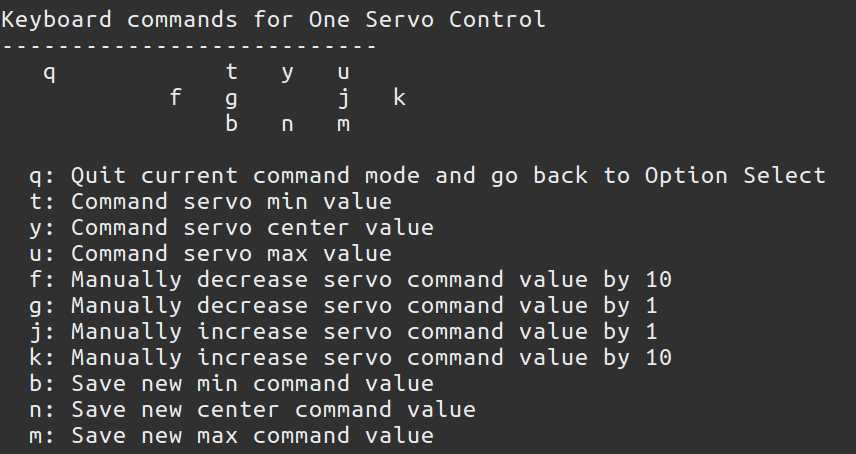 Keyboard commands for One Servo Control
---------------------------
   q            t   y   u
            f   g       j   k
                b   n   m

  q: Quit current command mode and go back to Option Select
  t: Command servo min value
  y: Command servo center value
  u: Command servo max value
  f: Manually decrease servo command value by 10
  g: Manually decrease servo command value by 1
  j: Manually increase servo command value by 1
  k: Manually increase servo command value by 10
  b: Save new min command value
  n: Save new center command value
  m: Save new max command value